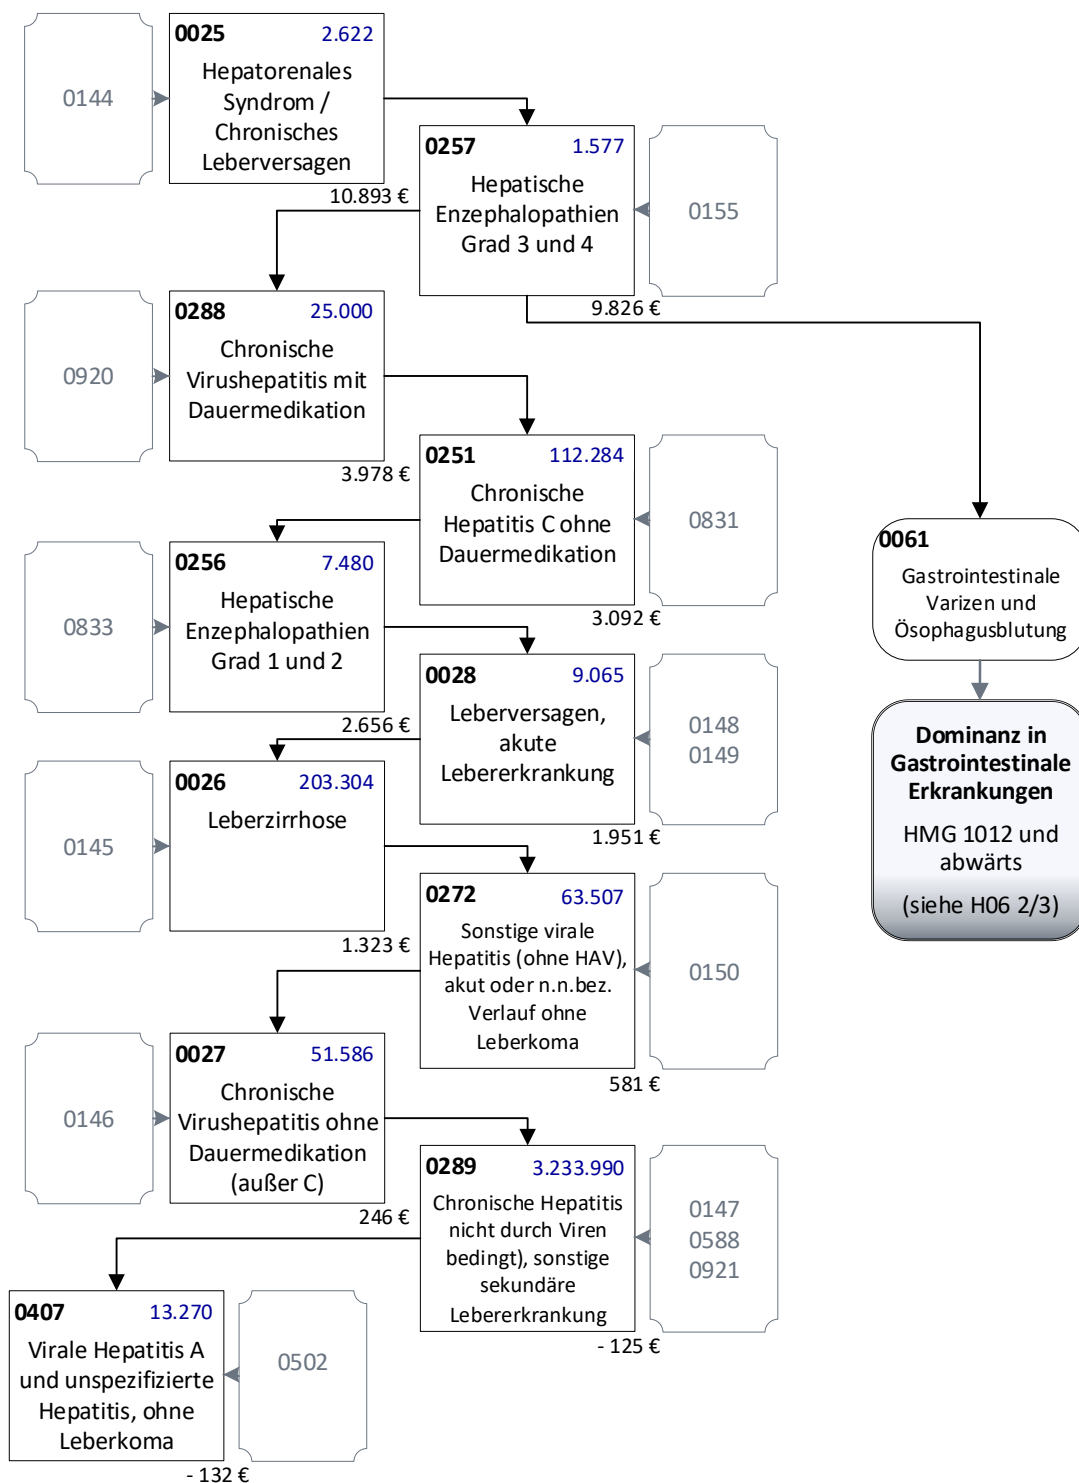 0144
0025 2.622
Hepatorenales
Syndrom /
Chronisches
Leberversagen
10.893 €
0257 1.577
Hepatische
Enzephalopathien
Grad 3 und 4
9.826 €
0155
0920
0288 25.000
Chronische
Virushepatitis mit
Dauermedikation
3.978 €
0251 112.284
Chronische
Hepatitis C ohne
Dauermedikation
3.092 €
0831
0061
Gastrointestinale
Varizen und
Ösophagusblutung
Dominanz in
Gastrointestinale
Erkrankungen
HMG 1012 und
abwärts
(siehe H06 2/3)
0833
0256 7.480
Hepatische
Enzephalopathien
Grad 1 und 2
2.656 €
0028 9.065
Leberversagen,
akute
Lebererkrankung
1.951 €
0148
0149
0145
0026 203.304
Leberzirrhose
1.323 €
0272 63.507
Sonstige virale
Hepatitis (ohne HAV),
akut oder n.n.bez.
Verlauf ohne
Leberkoma
581 €
0150
0146
0027 51.586
Chronische
Virushepatitis ohne
Dauermedikation
(außer C)
246 €
0289 3.233.990
Chronische Hepatitis
nicht durch Viren
bedingt), sonstige
sekundäre
Lebererkrankung
- 125 €
0147
0588
0921
0407 13.270
Virale Hepatitis A
und unspezifizierte
Hepatitis, ohne
Leberkoma
- 132 €
0502